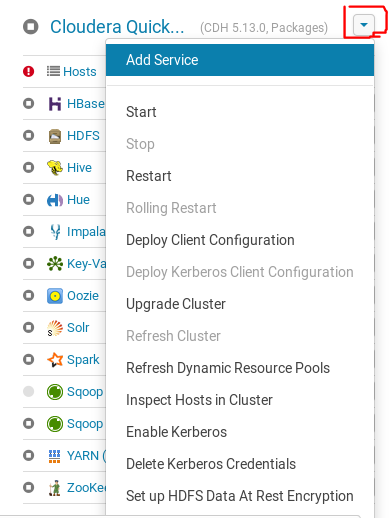 Cloudera Quick... (CDH 5.13.0, Packages)
Add Service
Hosts
HBase
HDFS
Hive
Hue
Impala
Key-Va
Oozie
Solr
Spark
Sqoop
Sqoop
YARN (
ZooKee
Start
Stop
Restart
Rolling Restart
Deploy Client Configuration
Deploy Kerberos Client Configuration
Upgrade Cluster
Refresh Cluster
Refresh Dynamic Resource Pools
Inspect Hosts in Cluster
Enable Kerberos
Delete Kerberos Credentials
Set up HDFS Data At Rest Encryption